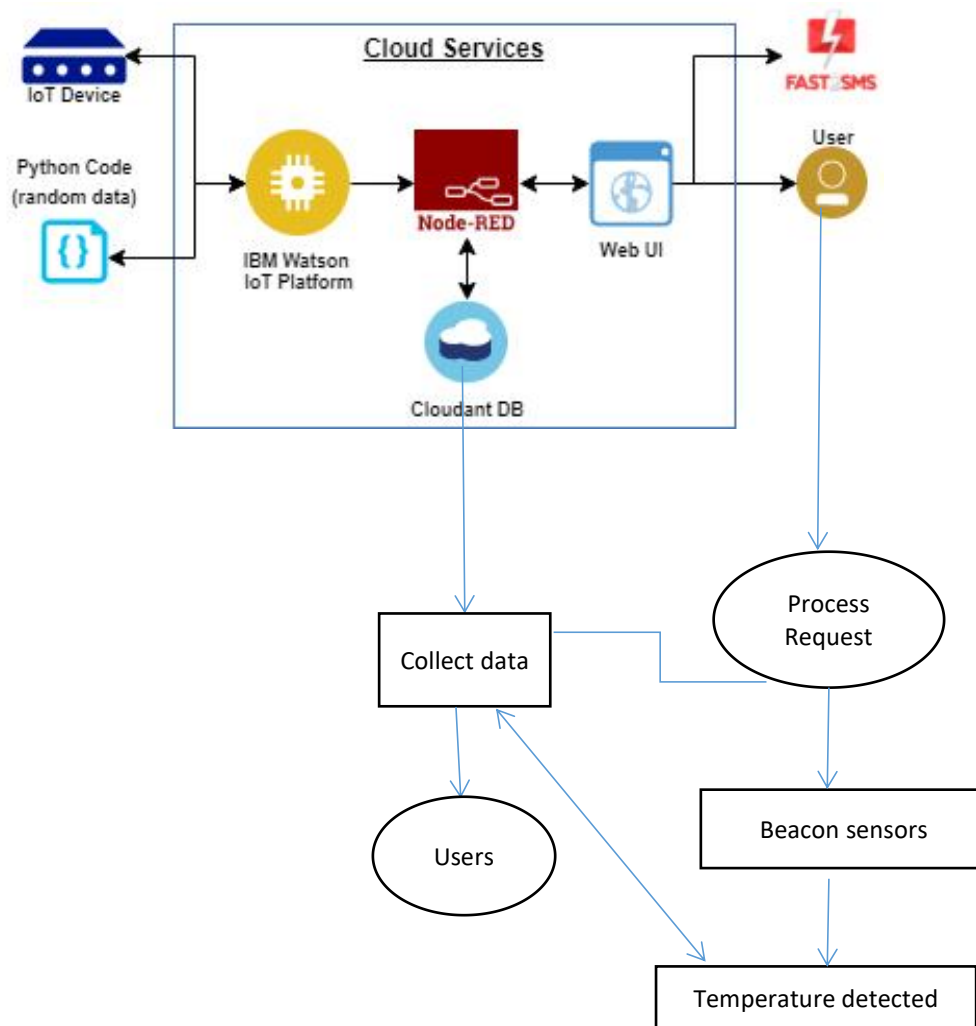 Cloud Services
IoT Device
FAST2SMS
User
Python Code
(random data)
{}
Node-RED
IBM Watson
IoT Platform
Web UI
Cloudant DB
Process
Request
Collect data
Beacon sensors
Users
Temperature detected